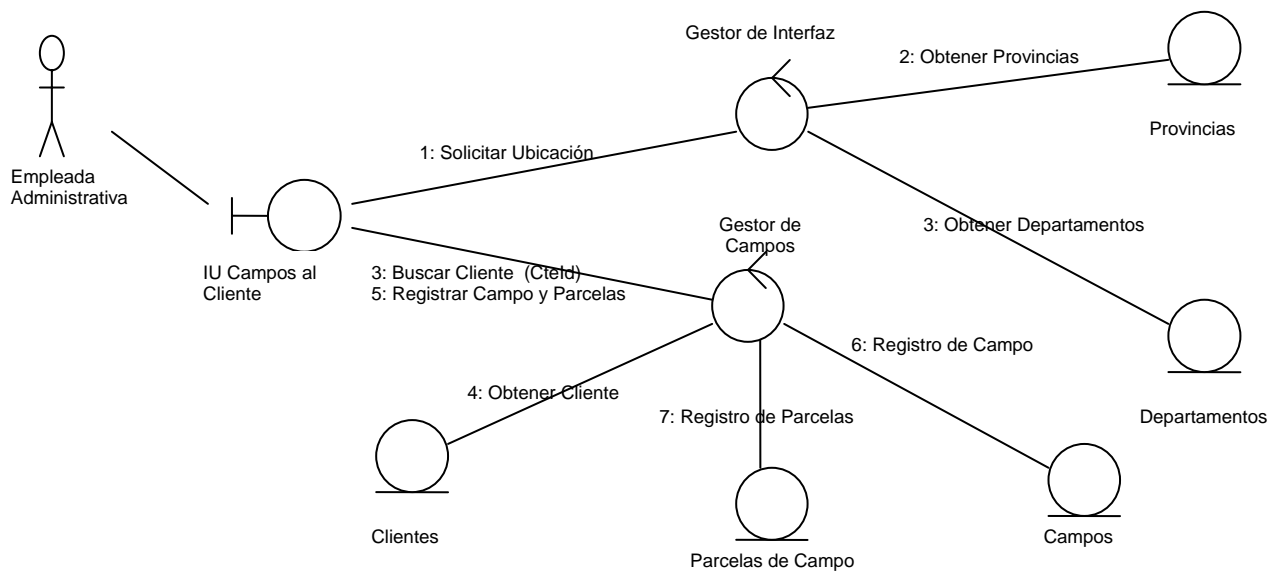 Gestor de Interfaz
2: Obtener Provincias
Provincias
1: Solicitar Ubicación
Empleada
Administrativa
Gestor de
Campos
3: Obtener Departamentos
IU Campos al
Cliente
3: Buscar Cliente (CteId)
5: Registrar Campo y Parcelas
6: Registro de Campo
4: Obtener Cliente
7: Registro de Parcelas
Departamentos
Clientes
Parcelas de Campo
Campos